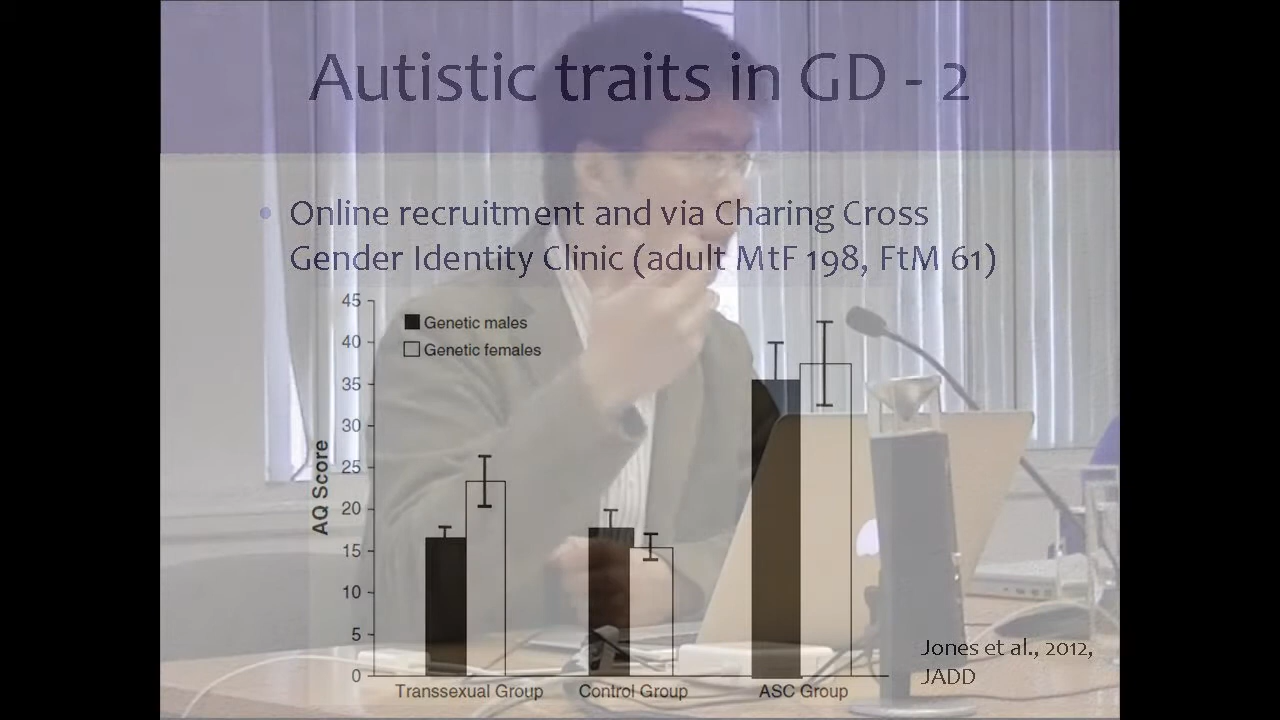 Autistic traits in GD - 2
• Online recruitment and via Charing Cross
Gender Identity Clinic (adult MtF 198, FtM 61)
45
40
35
30
25
20
15
10
5
0
AQ Score
Genetic males
Genetic females
Transsexual Group
Control Group
ASC Group
Jones et al., 2012,
JADD